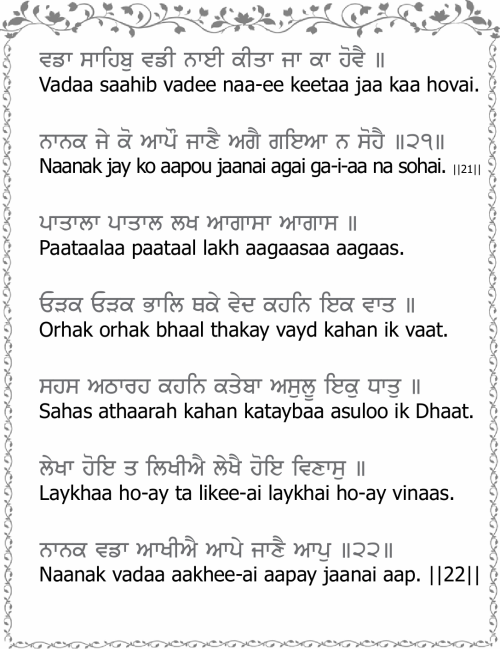 ਵਡਾ ਸਾਹਿਬੁ ਵਡੀ ਨਾਈ ਕੀਤਾ ਜਾ ਕਾ ਹੋਵੈ ॥
Vadaa saahib vadee naa-ee keetaa jaa kaa hovai.
ਨਾਨਕ ਜੇ ਕੋ ਆਪੌ ਜਾਣੈ ਅਗੈ ਗਇਆ ਨ ਸੋਹੈ ॥੨੧॥
Naanak jay ko aapou jaanai agai ga-i-aa na sohai. ||21||
ਪਾਤਾਲਾ ਪਾਤਾਲ ਲਖ ਆਗਾਸਾ ਆਗਾਸ ॥
Paataalaa paataal lakh aagaasaa aagaas.
ਓੜਕ ਓੜਕ ਭਾਲਿ ਥਕੇ ਵੇਦ ਕਹਨਿ ਇਕ ਵਾਤ ॥
Orhak orhak bhaal thakay vayd kahan ik vaat.
ਸਹਸ ਅਠਾਰਹ ਕਹਨਿ ਕਤੇਬਾ ਅਸੁਲੂ ਇਕੁ ਧਾਤੁ ॥
Sahas athaarah kahan kataybaa asuloo ik Dhaat.
ਲੇਖਾ ਹੋਇ ਤ ਲਿਖੀਐ ਲੇਖੈ ਹੋਇ ਵਿਣਾਸੁ ॥
Laykhaa ho-ay ta likee-ai laykhai ho-ay vinaas.
ਨਾਨਕ ਵਡਾ ਆਖੀਐ ਆਪੇ ਜਾਣੈ ਆਪੁ ॥੨੨॥
Naanak vadaa aakhee-ai aapay jaanai aap. ||22||